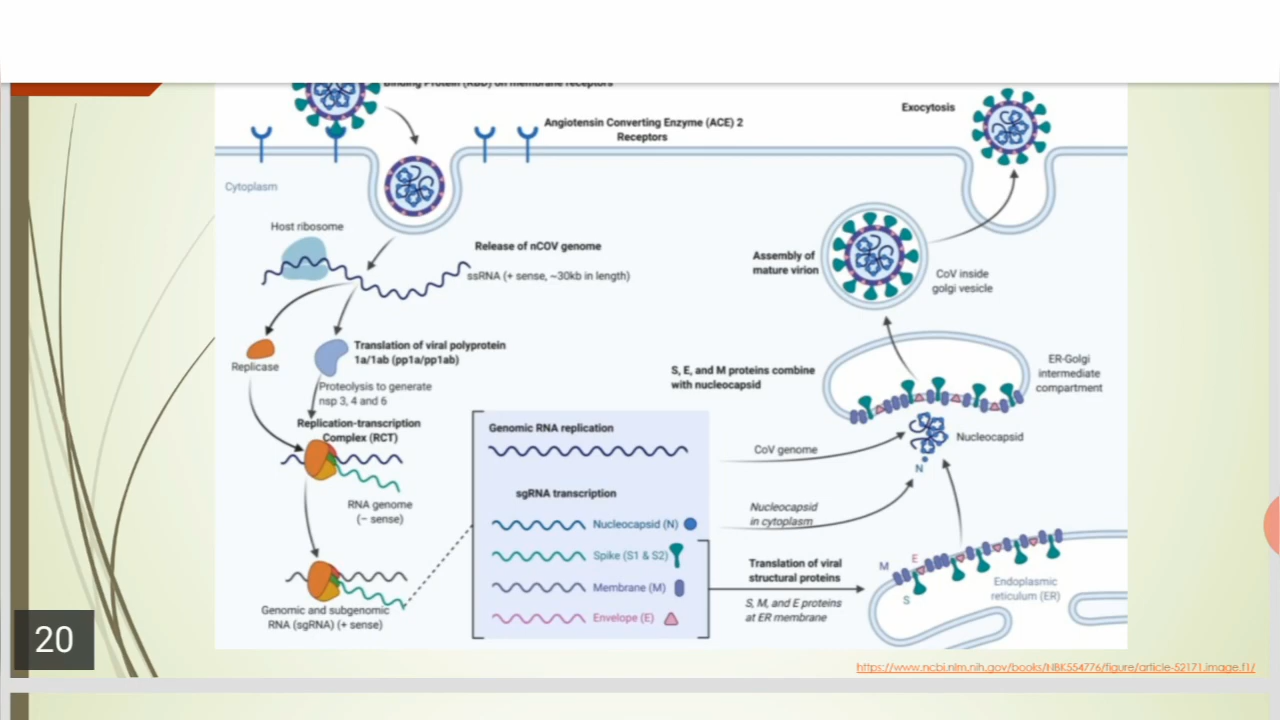 Binding Protein (RBD) on membrane receptors
Exocytosis
Angiotensin Converting Enzyme (ACE) 2
Receptors
Cytoplasm
Host ribosome
Release of nCOV genome
ssRNA (+ sense, ~30kb in length)
Assembly of
mature virion
CoV inside
golgi vesicle
Replicase
Translation of viral polyprotein
1a/1ab (pp1a/pp1ab)
Proteolysis to generate
nsp 3, 4 and 6
S, E, and M proteins combine
with nucleocapsid
ER-Golgi
intermediate
compartment
Replication-transcription
Complex (RCT)
Genomic RNA replication
CoV genome
Nucleocapsid
N
RNA genome
(− sense)
sgRNA transcription
Nucleocapsid (N)
Spike (S1 & S2)
Membrane (M)
Envelope (E)
Nucleocapsid
in cytoplasm
Translation of viral
structural proteins
S, M, and E proteins
at ER membrane
M
E
S
Endoplasmic
reticulum (ER)
Genomic and subgenomic
RNA (sgRNA) (+ sense)
20
https://www.ncbi.nlm.nih.gov/books/NBK554776/figure/article-52171.image.f1/